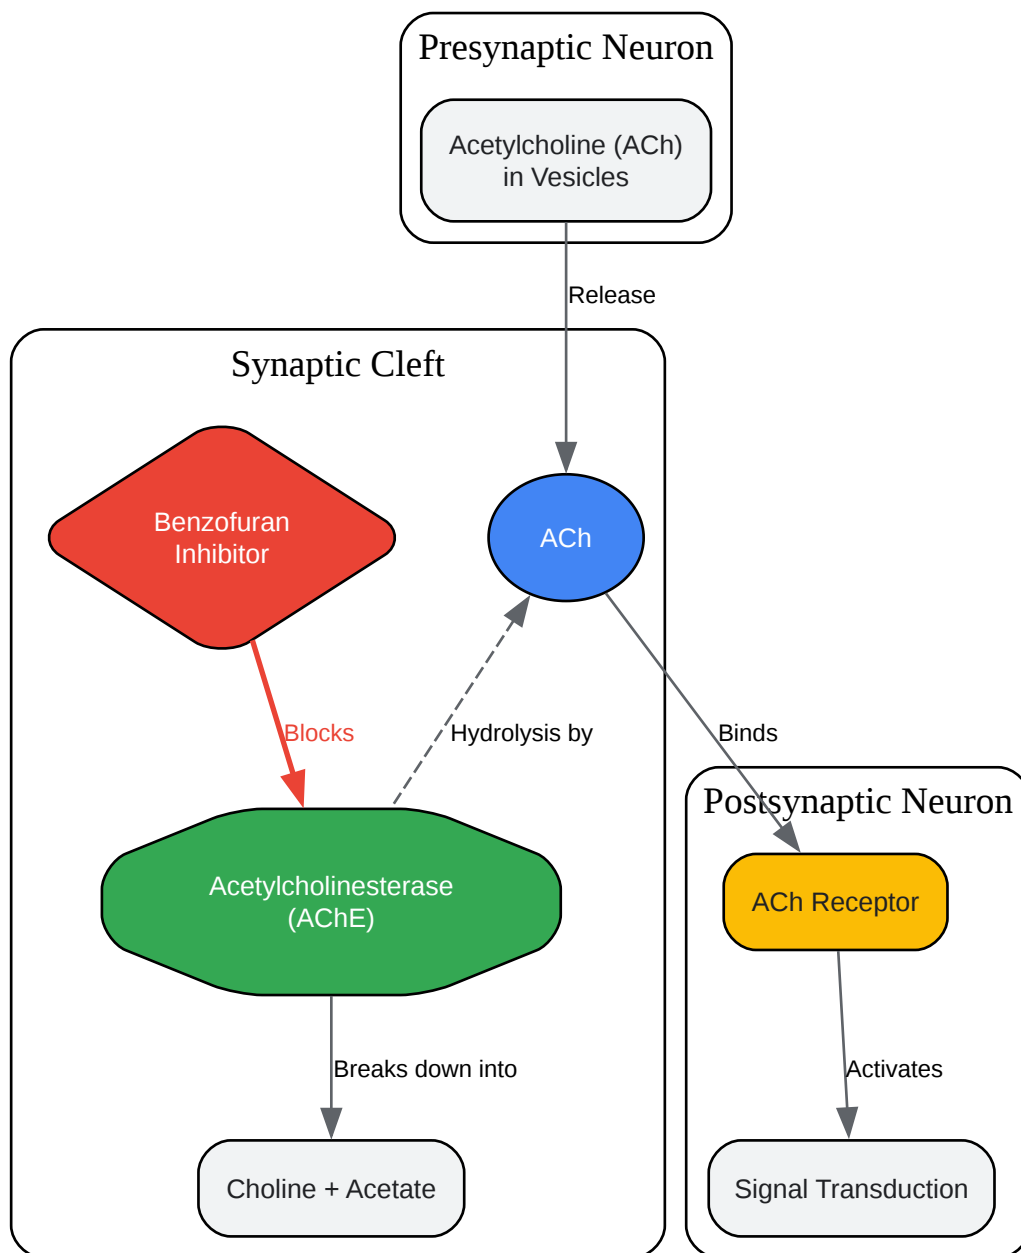 Presynaptic Neuron
Acetylcholine (ACh)
in Vesicles
Release
Synaptic Cleft
Benzofuran
Inhibitor
ACh
Blocks
Hydrolysis by
Binds
Postsynaptic Neuron
Acetylcholinesterase
(AChE)
ACh Receptor
Breaks down into
Activates
Choline + Acetate
Signal Transduction